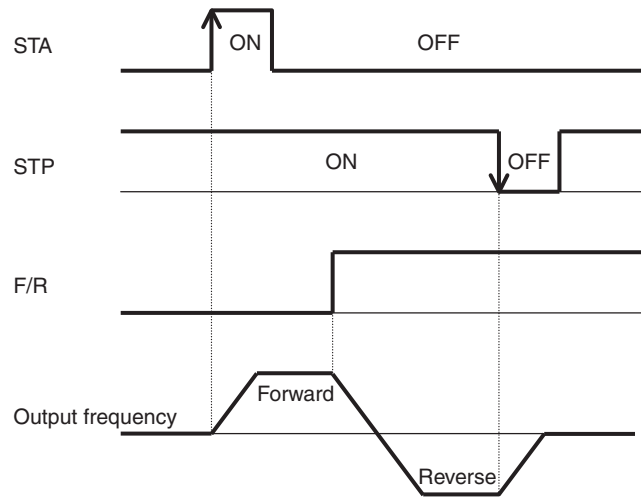 STA
ON
OFF
STP
ON
OFF
F/R
Forward
Output frequency
Reverse